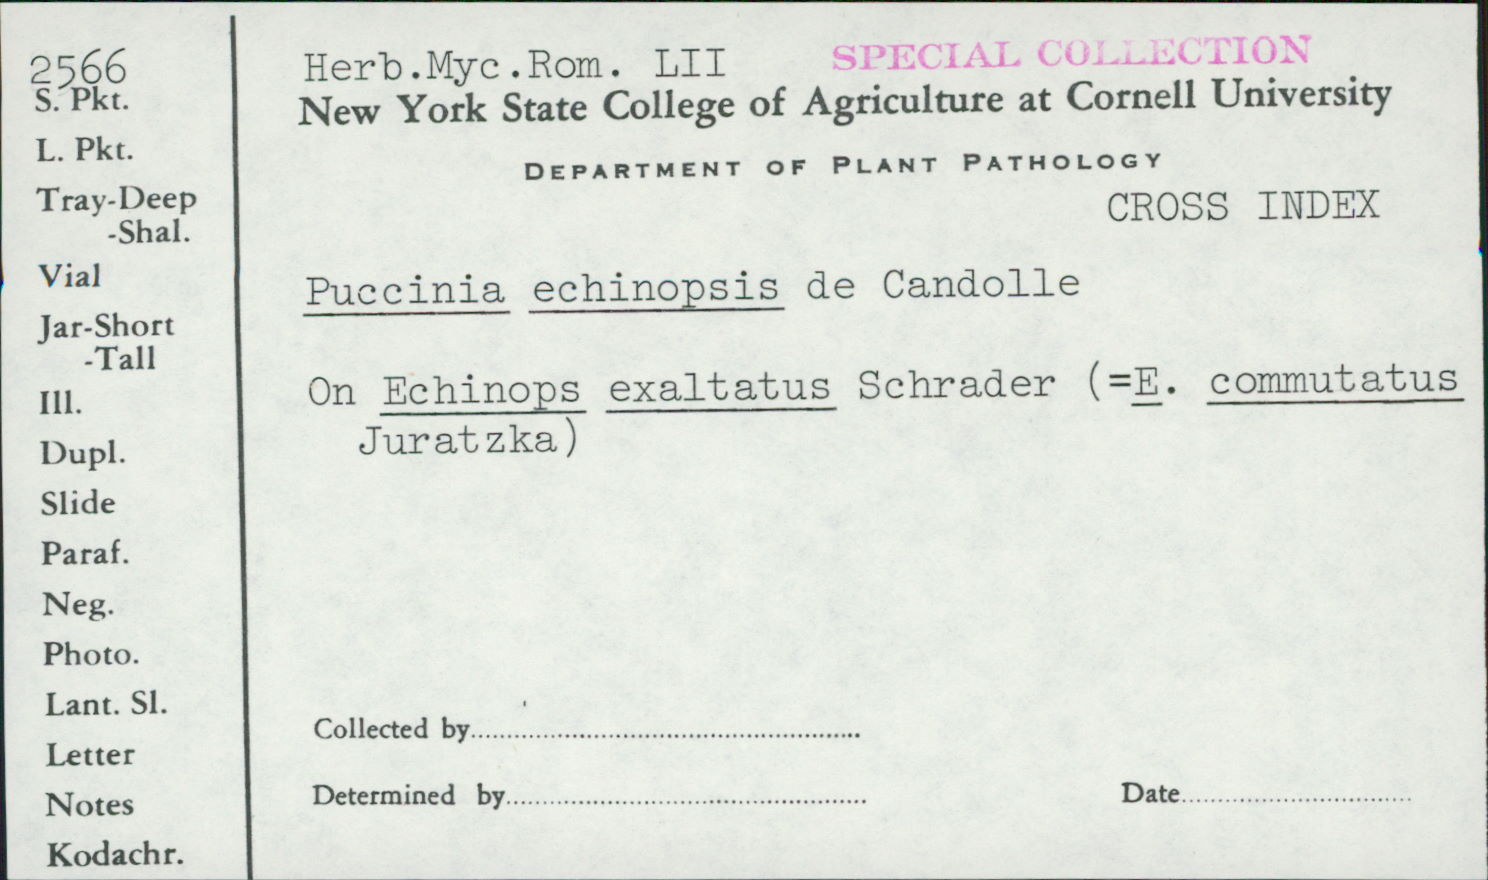 2566
S. Pkt.
L. Pkt.
Tray-Deep
-Shal.
Vial
Jar-Short
-Tall
Ill.
Dupl.
Slide
Paraf.
Neg.
Photo.
Lant. Sl.
Letter
Notes
Kodachr.
Herb.Myc.Rom. LII SPECIAL COLLECTION
New York State College of Agriculture at Cornell University
DEPARTMENT OF PLANT PATHOLOGY
CROSS INDEX
Puccinia echinopsis de Candolle
On Echinops exaltatus Schrader (=E. commutatus
Juratzka)
Collected by
Determined by Date